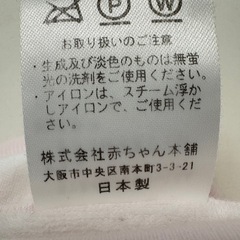 P W
お取り扱いのご注意
・生成及び淡色のものは無蛍
光の洗剤をご使用ください。
・アイロンは、スチーム浮かし
アイロンで、ご使用ください。
株式会社赤ちゃん本舗
大阪市中央区南本町3-3-21
日本製